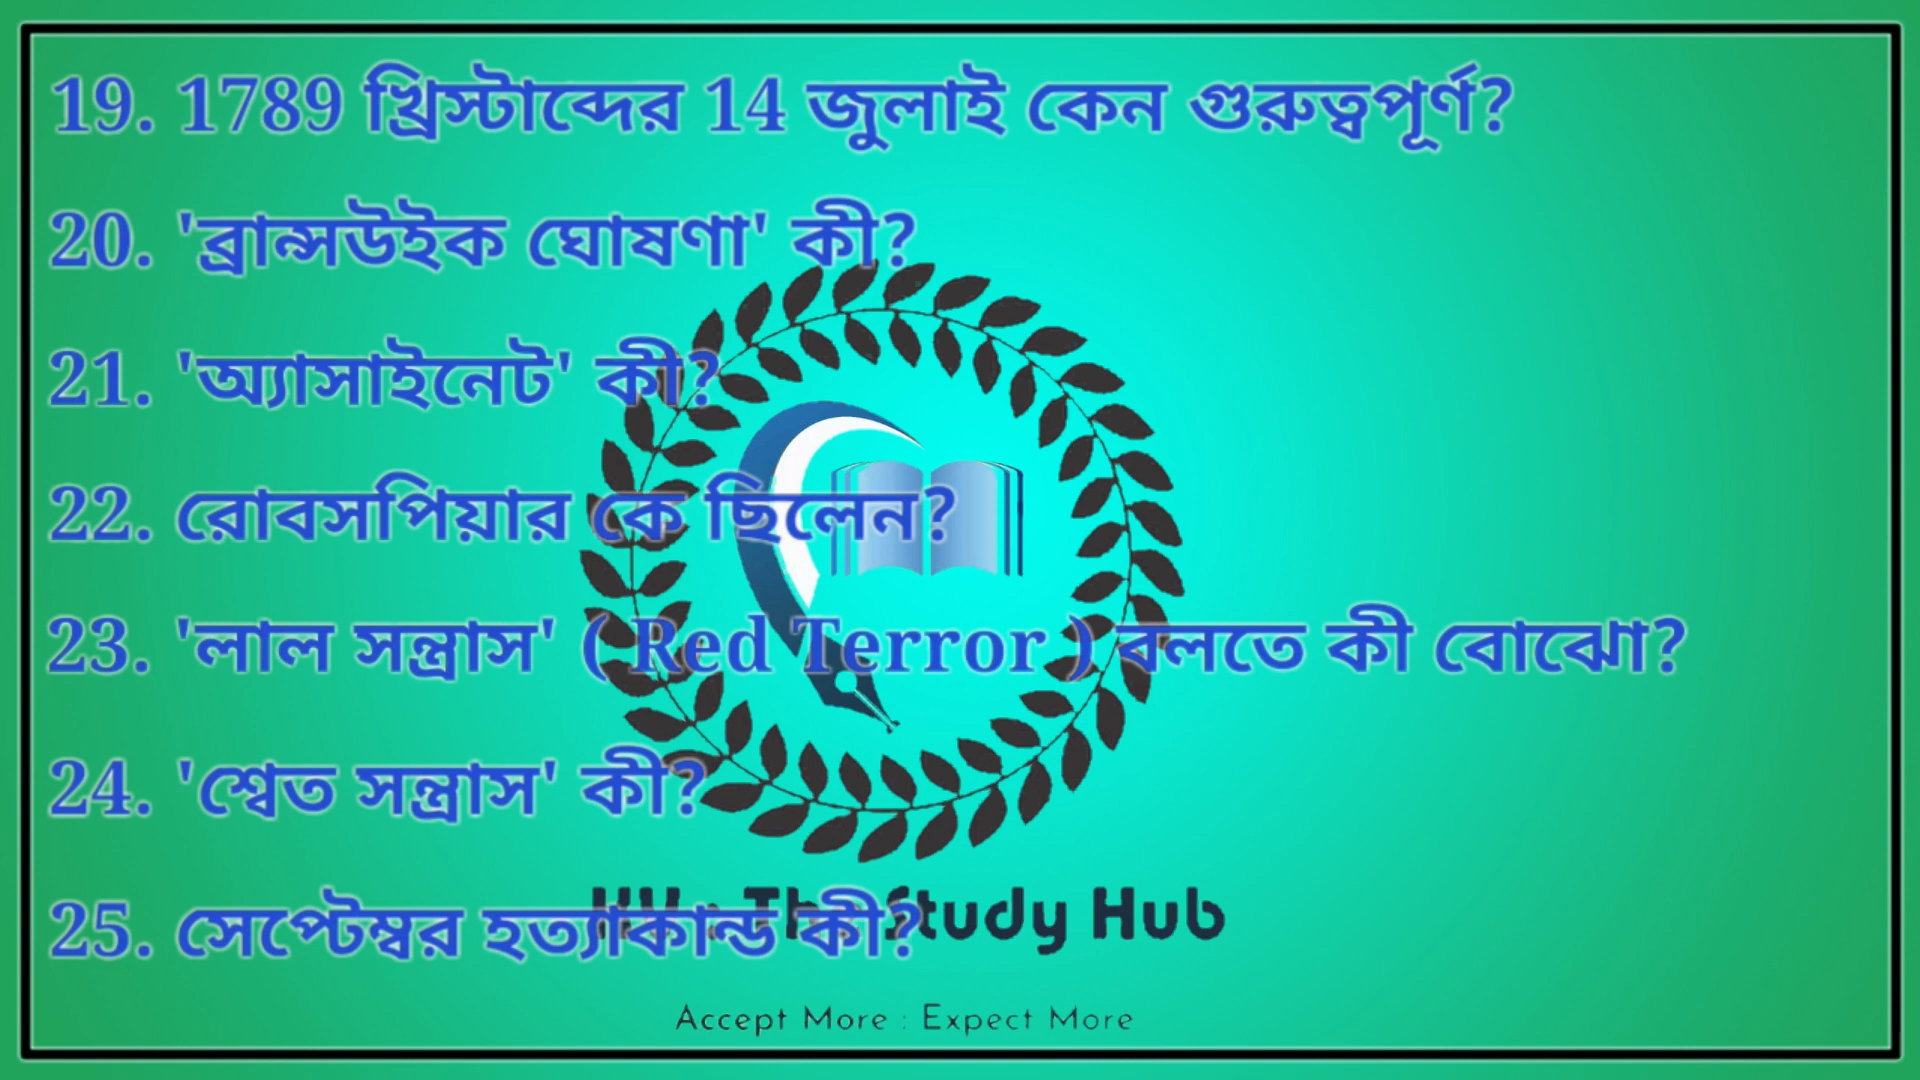 19. 1789 খ্রিস্টাব্দের 14 জুলাই কেন গুরুত্বপূর্ণ?
20. 'ব্রান্সউইক ঘোষণা' কী?
21. 'অ্যাসাইনেট' কী?
22. রোবসপিয়ার কে ছিলেন?
23. 'লাল সন্ত্রাস' ( Red Terror ) বলতে কী বোঝো?
24. 'শ্বেত সন্ত্রাস' কী?
25. সেপ্টেম্বর হত্যাকান্ড কী?
The Study Hub
Accept More : Expect More